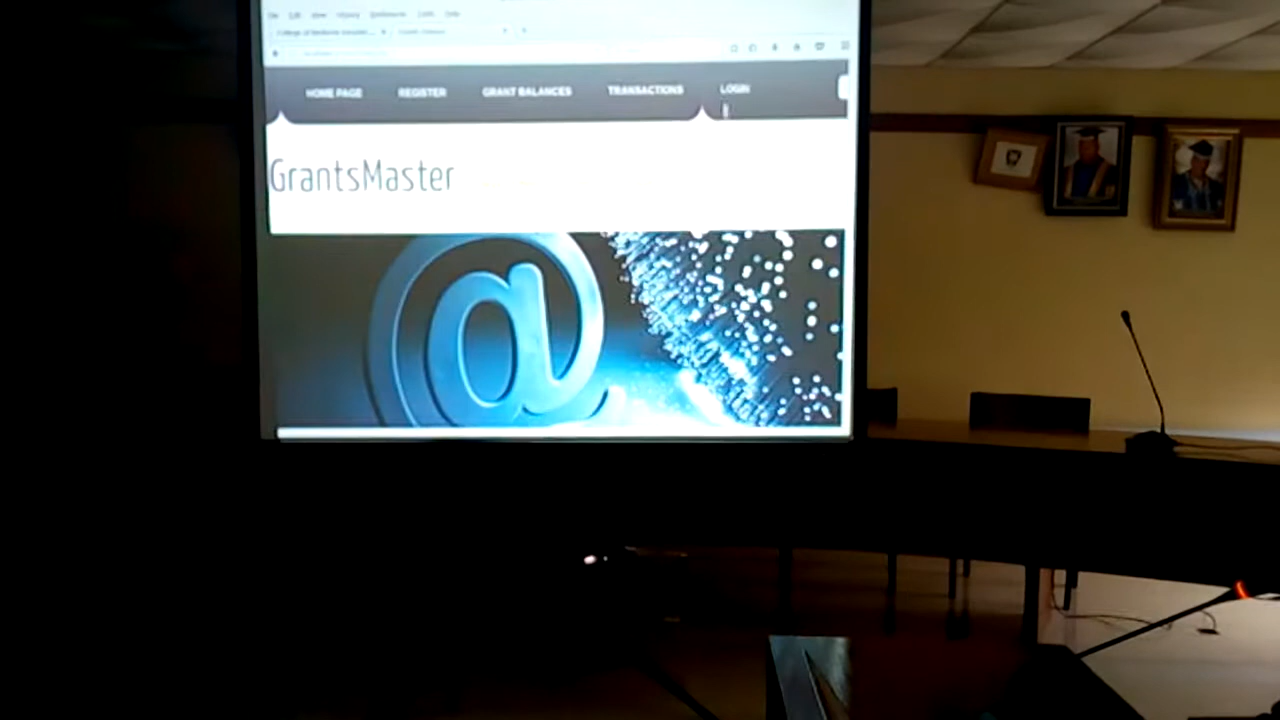 HOME PAGE REGISTER GRANT BALANCES TRANSACTIONS LOGIN
GrantsMaster
@